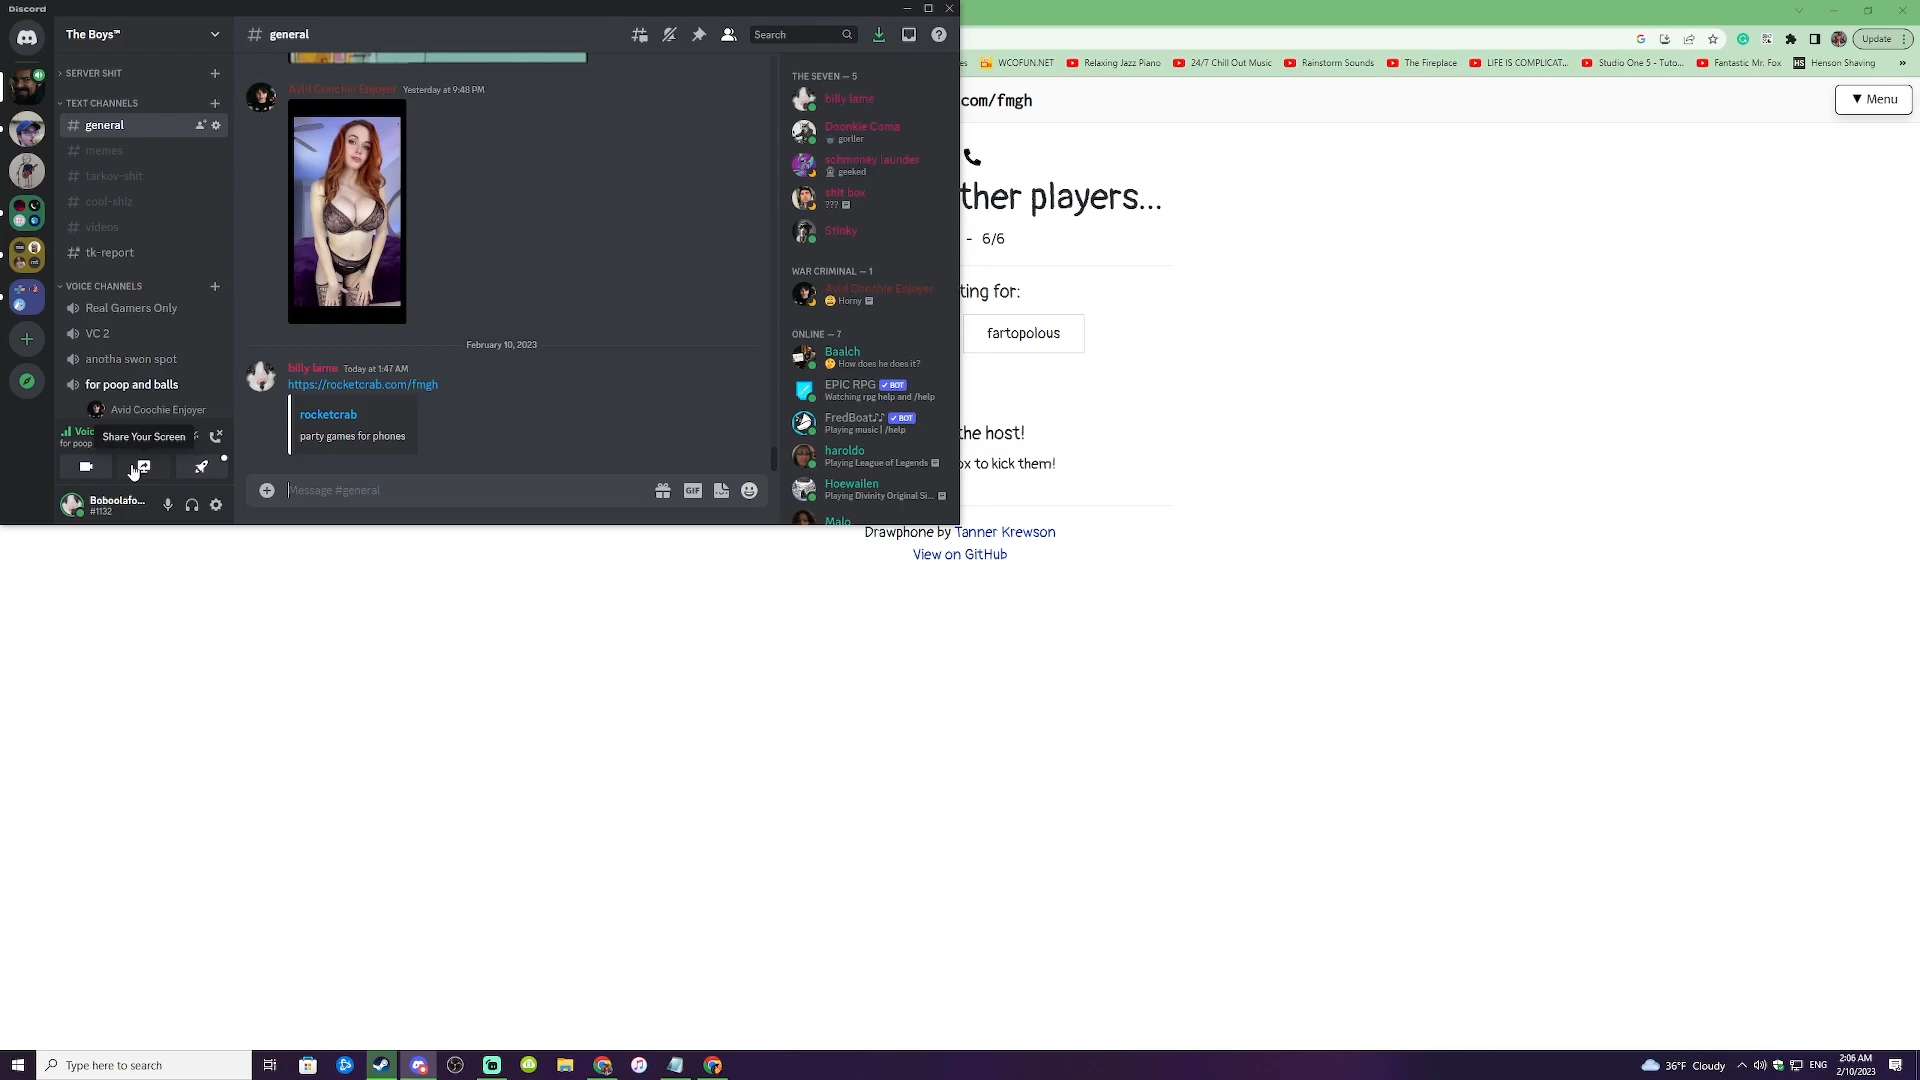 Discord
The Boys™
SERVER SHIT
TEXT CHANNELS
general
memes
tarkov-shit
cool-shiz
videos
tk-report
VOICE CHANNELS
Real Gamers Only
VC 2
anotha swon spot
for poop and balls
Avid Coochie Enjoyer
Voic
for poop
Share Your Screen
Boboolafo...
#1132
general
Search
Avid Coochie Enjoyer Yesterday at 9:48 PM
February 10, 2023
billy lame Today at 1:47 AM
https://rocketcrab.com/fmgh
rocketcrab
party games for phones
Message #general
GIF
THE SEVEN — 5
billy lame
Doonkie Coma
gorller
schmoney launder
geeked
shit box
???
Stinky
WAR CRIMINAL — 1
Avid Coochie Enjoyer
Horny
ONLINE — 7
Baalch
How does he does it?
EPIC RPG ✓ BOT
Watching rpg help and /help
FredBoat♪♪ ✓ BOT
Playing music | /help
haroldo
Playing League of Legends
Hoewallen
Playing Divinity Original Si...
Malo
Update
es WCOFUN.NET Relaxing Jazz Piano 24/7 Chill Out Music Rainstorm Sounds The Fireplace LIFE IS COMPLICAT... Studio One 5 - Tuto... Fantastic Mr. Fox HS Henson Shaving »
com/fmgh
▼ Menu
ther players...
- 6/6
ting for:
fartopolous
the host!
ox to kick them!
Drawphone by Tanner Krewson
View on GitHub
Type here to search
36°F Cloudy
ENG
2:06 AM
2/10/2023